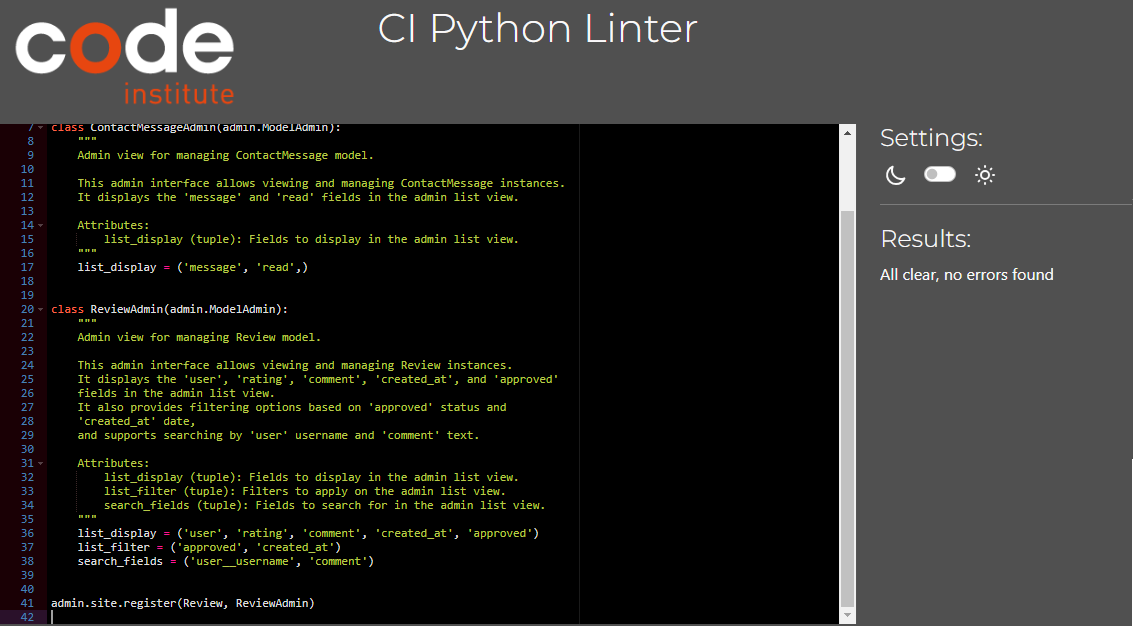 code
institute
CI Python Linter
7 class ContactMessageAdmin(admin.ModelAdmin):
8     """
9     Admin view for managing ContactMessage model.
10
11     This admin interface allows viewing and managing ContactMessage instances.
12     It displays the 'message' and 'read' fields in the admin list view.
13
14     Attributes:
15         list_display (tuple): Fields to display in the admin list view.
16     """
17     list_display = ('message', 'read',)
18
19
20 class ReviewAdmin(admin.ModelAdmin):
21     """
22     Admin view for managing Review model.
23
24     This admin interface allows viewing and managing Review instances.
25     It displays the 'user', 'rating', 'comment', 'created_at', and 'approved'
26     fields in the admin list view.
27     It also provides filtering options based on 'approved' status and
28     'created_at' date,
29     and supports searching by 'user' username and 'comment' text.
30
31     Attributes:
32         list_display (tuple): Fields to display in the admin list view.
33         list_filter (tuple): Filters to apply on the admin list view.
34         search_fields (tuple): Fields to search for in the admin list view.
35     """
36     list_display = ('user', 'rating', 'comment', 'created_at', 'approved')
37     list_filter = ('approved', 'created_at')
38     search_fields = ('user__username', 'comment')
39
40
41 admin.site.register(Review, ReviewAdmin)
42
Settings:
Results:
All clear, no errors found